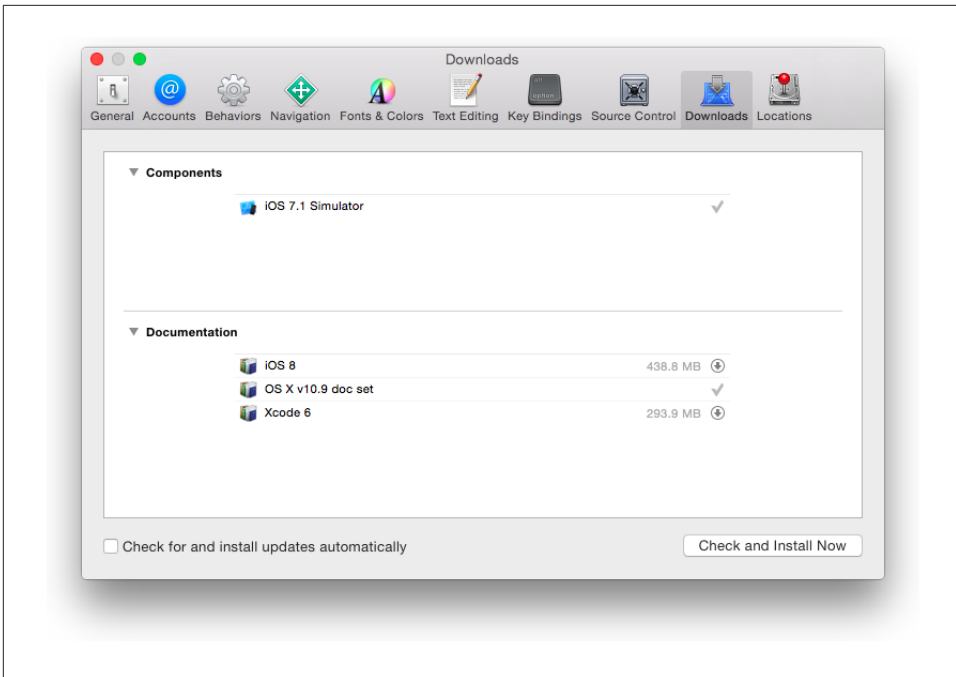 Downloads
General Accounts Behaviors Navigation Fonts & Colors Text Editing Key Bindings Source Control Downloads Locations
Components
iOS 7.1 Simulator
Documentation
iOS 8 438.8 MB
OS X v10.9 doc set
Xcode 6 293.9 MB
Check for and install updates automatically Check and Install Now